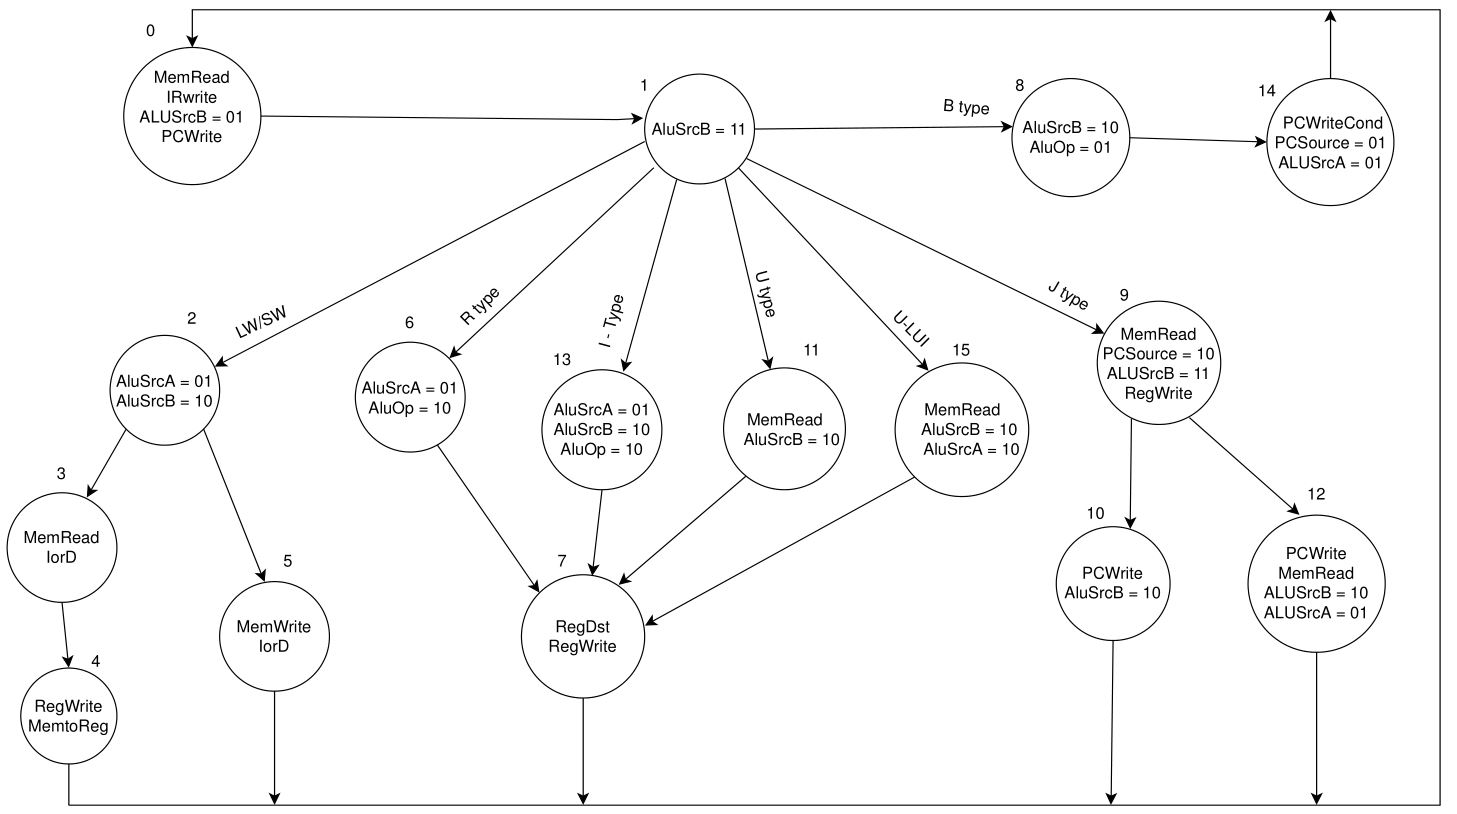 0
MemRead
IRwrite
ALUSrcB = 01
PCWrite
1
AluSrcB = 11
B type
8
AluSrcB = 10
AluOp = 01
14
PCWriteCond
PCSource = 01
ALUSrcA = 01
LW/SW
R type
I - Type
U type
U-LUI
J type
2
AluSrcA = 01
AluSrcB = 10
6
AluSrcA = 01
AluOp = 10
13
AluSrcA = 01
AluSrcB = 10
AluOp = 10
11
MemRead
AluSrcB = 10
15
MemRead
AluSrcB = 10
AluSrcA = 10
9
MemRead
PCSource = 10
ALUSrcB = 11
RegWrite
3
MemRead
IorD
5
MemWrite
IorD
7
RegDst
RegWrite
10
PCWrite
AluSrcB = 10
12
PCWrite
MemRead
ALUSrcB = 10
ALUSrcA = 01
4
RegWrite
MemtoReg